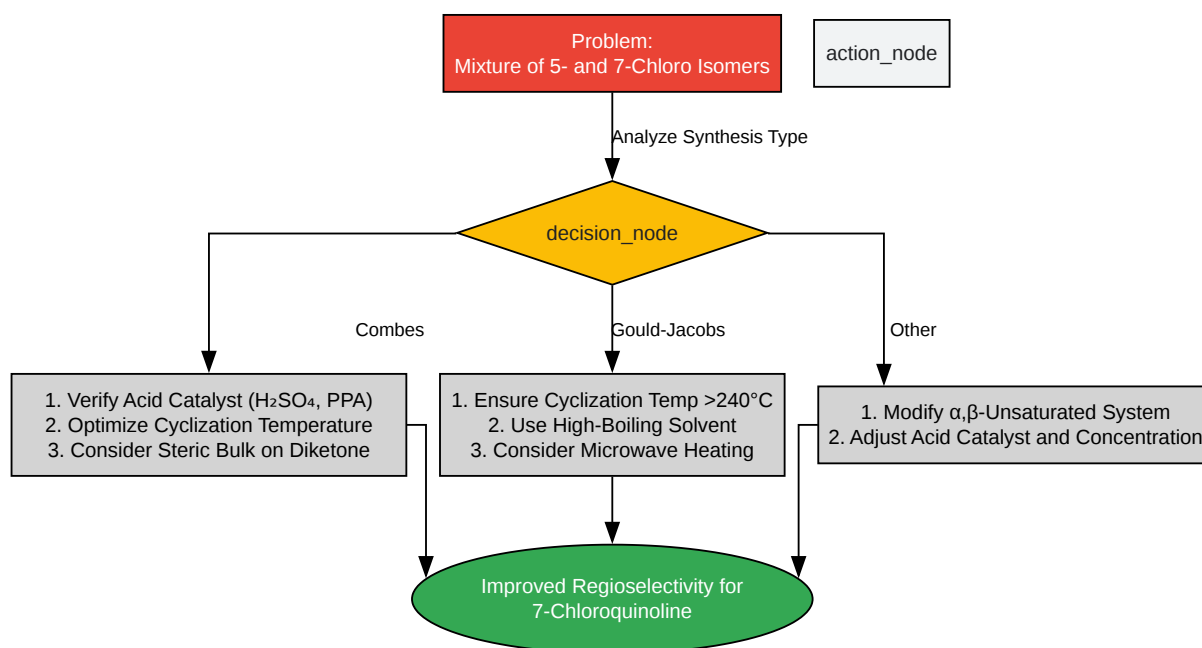 Problem:
Mixture of 5- and 7-Chloro Isomers
action_node
Analyze Synthesis Type
decision_node
Combes
Gould-Jacobs
Other
1. Verify Acid Catalyst (H₂SO₄, PPA)
2. Optimize Cyclization Temperature
3. Consider Steric Bulk on Diketone
1. Ensure Cyclization Temp >240°C
2. Use High-Boiling Solvent
3. Consider Microwave Heating
1. Modify α,β-Unsaturated System
2. Adjust Acid Catalyst and Concentration
Improved Regioselectivity for
7-Chloroquinoline